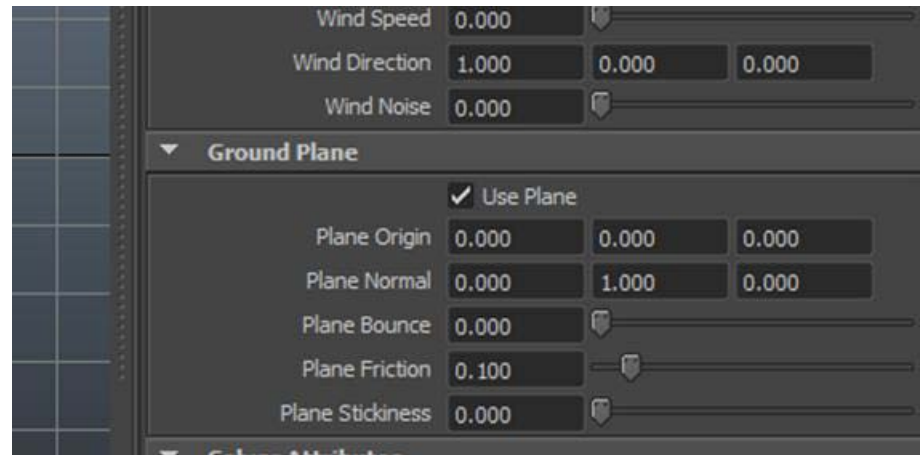 Wind Speed 0.000
Wind Direction 1.000 0.000 0.000
Wind Noise 0.000
Ground Plane
Use Plane
Plane Origin 0.000 0.000 0.000
Plane Normal 0.000 1.000 0.000
Plane Bounce 0.000
Plane Friction 0.100
Plane Stickiness 0.000